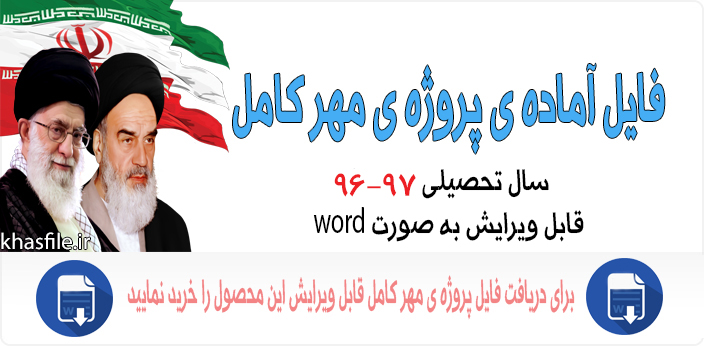 فایل آماده ی پروژه ی مهر کامل
سال تحصیلی ۹۷-۹۶
قابل ویرایش به صورت word
khasfile.ir
برای دریافت فایل پروژه ی مهر کامل قابل ویرایش این محصول را خرید نمایید
W
W